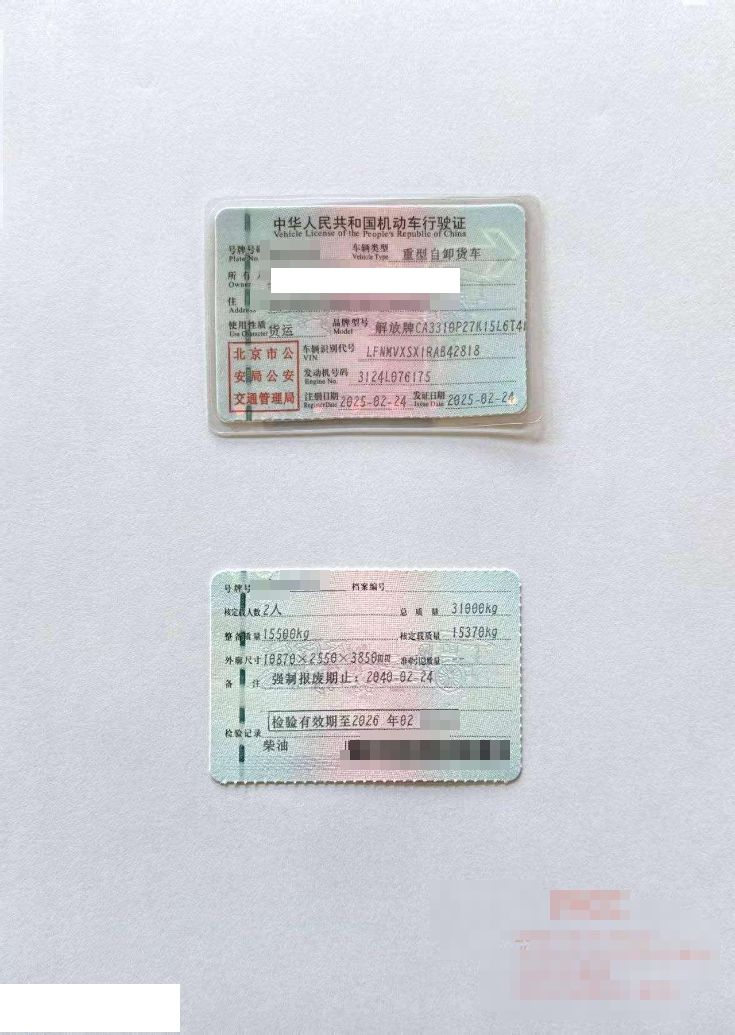 中华人民共和国机动车行驶证
Vehicle License of the People's Republic of China
号牌号码 车辆类型 重型自卸货车
Plate No. Vehicle Type
所有人
Owner
住
Address
使用性质 货运 品牌型号 解放牌CA3310P27K15L6T4
Use Character Model
北京市公安局公安交通管理局
车辆识别代号 LFNMVXSX1RAB42818
VIN
发动机号码 3124L076175
Engine No.
注册日期 2025-02-24 发证日期 2025-02-24
Register Date Issue Date
号牌号 档案编号
核定载人数 2人 总质量 31000kg
整备质量 15500kg 核定载质量 15370kg
外廓尺寸 10870×2550×3850mm 准牵引总质量 --
备注 强制报废期止：2040-02-24
检验有效期至2026 年02
检验记录
柴油